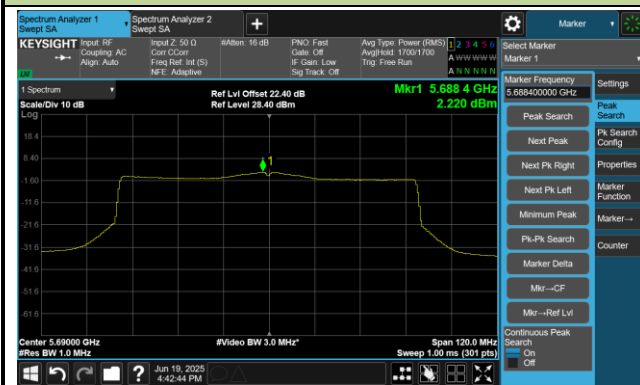 Spectrum Analyzer 1
Swept SA
Spectrum Analyzer 2
Swept SA
+
Marker
KEYSIGHT
Input: RF
Coupling: AC
Align: Auto
Input Z: 50 Ω
Corr CCorr
Freq Ref: Int (S)
NFE: Adaptive
#Atten: 16 dB
PNO: Fast
Gate: Off
IF Gain: Low
Sig Track: Off
Avg Type: Power (RMS)
Avg|Hold: 1700/1700
Trig: Free Run
1 2 3 4 5 6
A W W W W W
A N N N N N
Select Marker
Marker 1
LW
1 Spectrum
Scale/Div 10 dB
Log
Ref Lvl Offset 22.40 dB
Ref Level 28.40 dBm
Mkr1 5.688 4 GHz
2.220 dBm
18.4
8.40
-1.60
-11.6
-21.6
-31.6
-41.6
-51.6
-61.6
1
Center 5.69000 GHz
#Res BW 1.0 MHz
#Video BW 3.0 MHz*
Span 120.0 MHz
Sweep 1.00 ms (301 pts)
Marker Frequency
5.688400000 GHz
Peak Search
Next Peak
Next Pk Right
Next Pk Left
Minimum Peak
Pk-Pk Search
Marker Delta
Mkr→CF
Mkr→Ref Lvl
Continuous Peak
Search
On
Off
Settings
Peak
Search
Pk Search
Config
Properties
Marker
Function
Marker→
Counter
?
Jun 19, 2025
4:42:44 PM